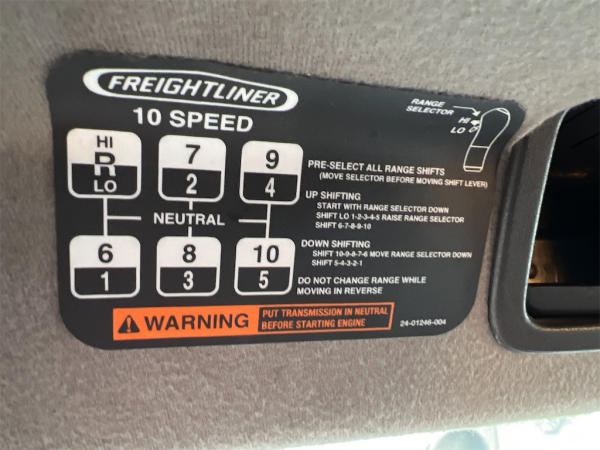 FREIGHTLINER
10 SPEED
RANGE
SELECTOR
HI
LO
HI
R
LO
7
2
9
4
NEUTRAL
6
1
8
3
10
5
PRE-SELECT ALL RANGE SHIFTS
(MOVE SELECTOR BEFORE MOVING SHIFT LEVER)
UP SHIFTING
START WITH RANGE SELECTOR DOWN
SHIFT LO 1-2-3-4-5 RAISE RANGE SELECTOR
SHIFT 6-7-8-9-10
DOWN SHIFTING
SHIFT 10-9-8-7-6 MOVE RANGE SELECTOR DOWN
SHIFT 5-4-3-2-1
DO NOT CHANGE RANGE WHILE
MOVING IN REVERSE
WARNING
PUT TRANSMISSION IN NEUTRAL
BEFORE STARTING ENGINE
24-01246-004